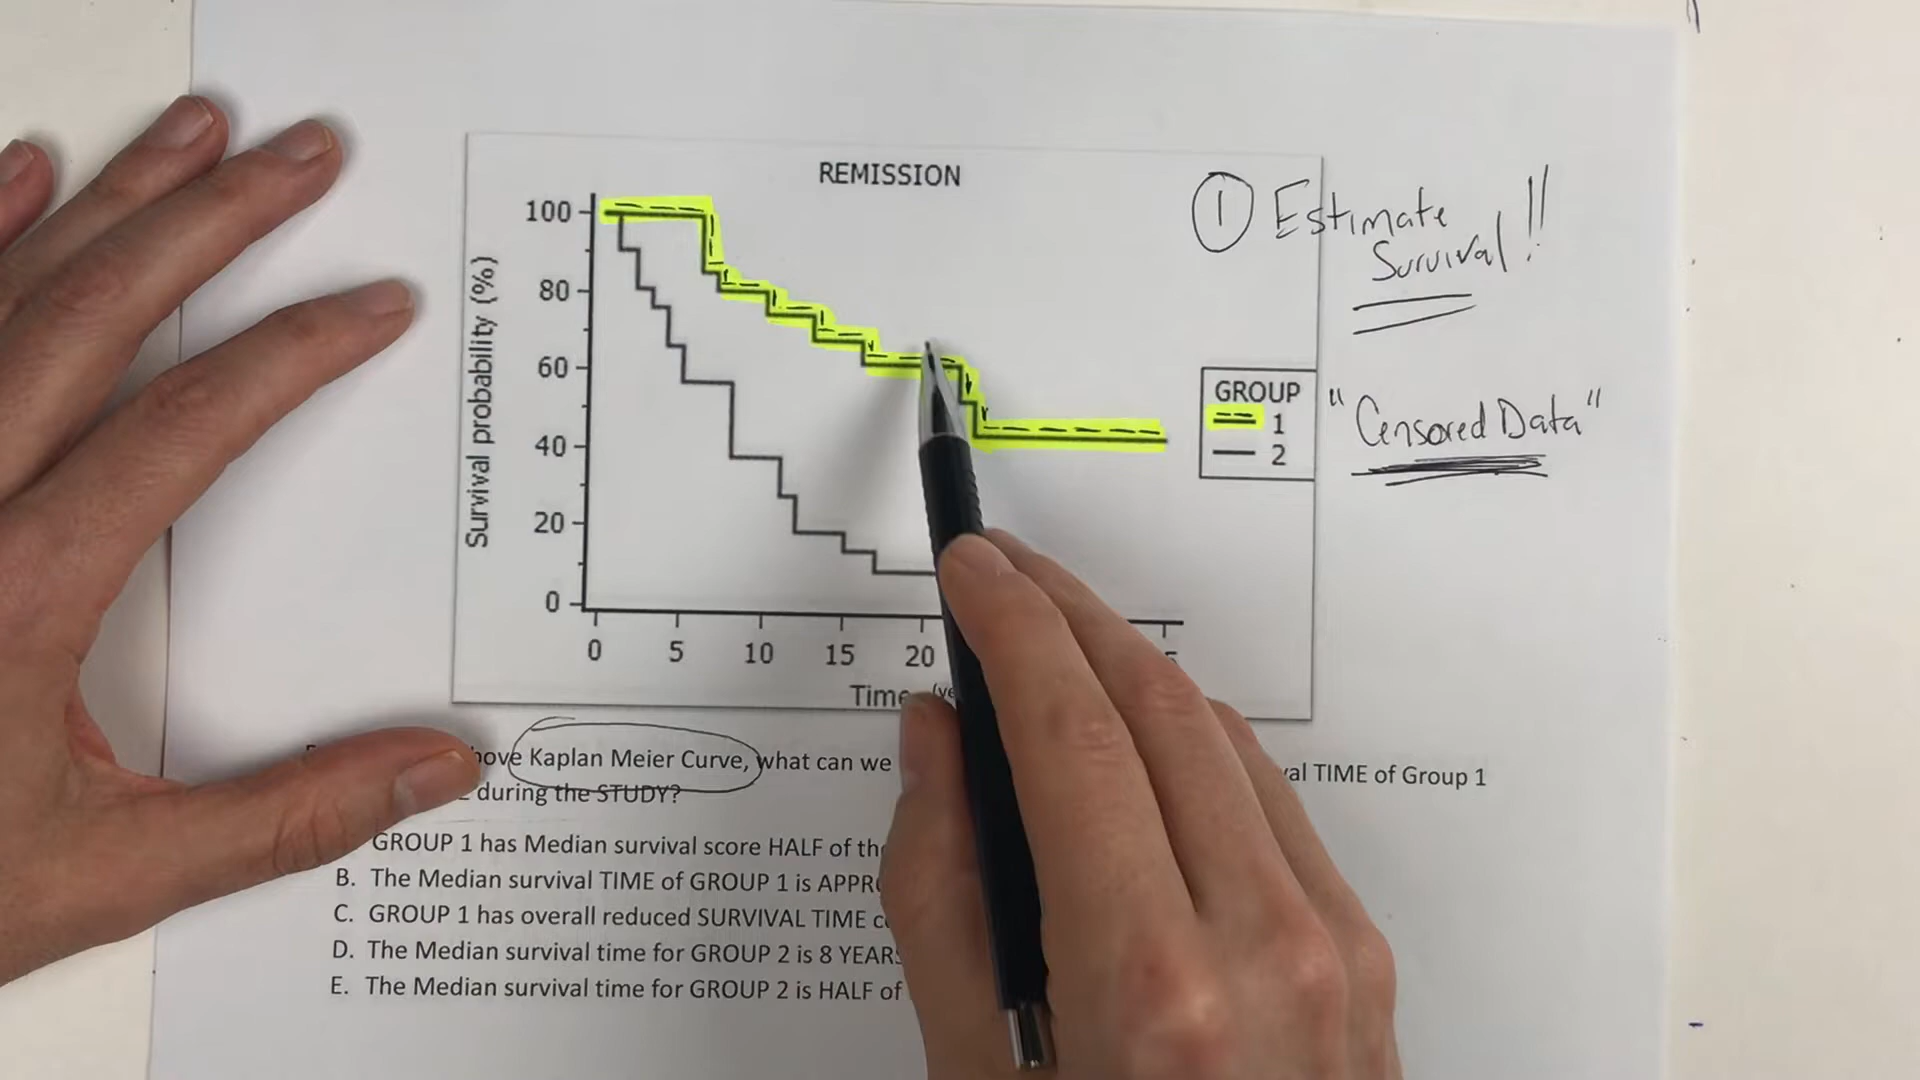 REMISSION
Survival probability (%)
100
80
60
40
20
0
0 5 10 15 20
Time
GROUP
1
2
① Estimate
Survival!!
"Censored Data"
Kaplan Meier Curve, what can we
TIME of Group 1
during the STUDY?
GROUP 1 has Median survival score HALF of
B. The Median survival TIME of GROUP 1 is
C. GROUP 1 has overall reduced SURVIVAL TIME
D. The Median survival time for GROUP 2 is 8 YEARS
E. The Median survival time for GROUP 2 is HALF of